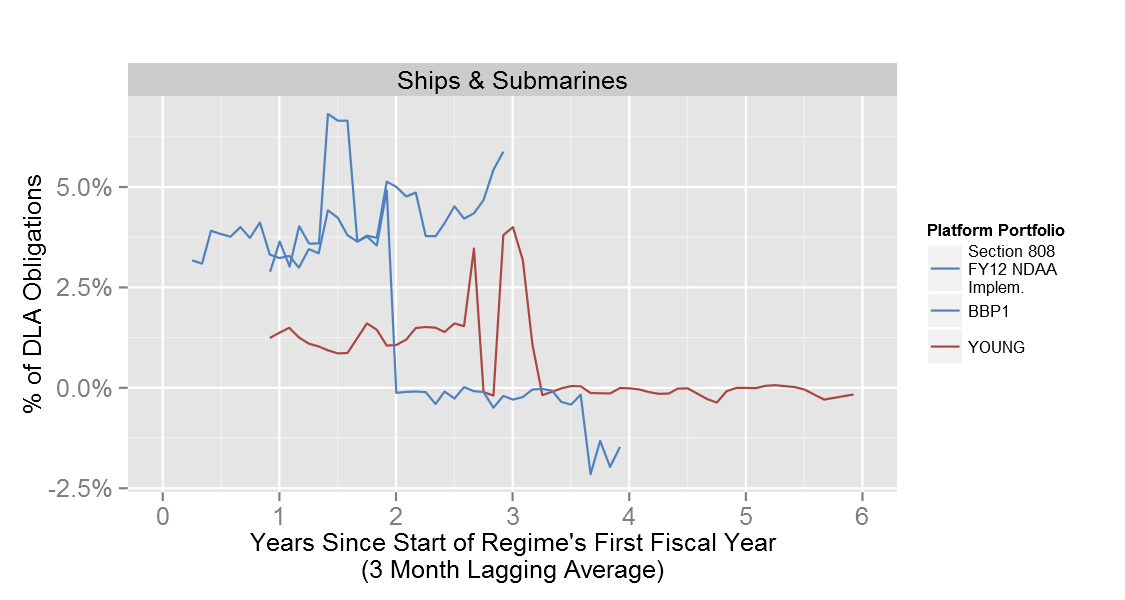 Ships & Submarines
% of DLA Obligations
5.0%
2.5%
0.0%
-2.5%
0 1 2 3 4 5 6
Years Since Start of Regime's First Fiscal Year
(3 Month Lagging Average)
Platform Portfolio
Section 808
FY12 NDAA
Implem.
BBP1
YOUNG